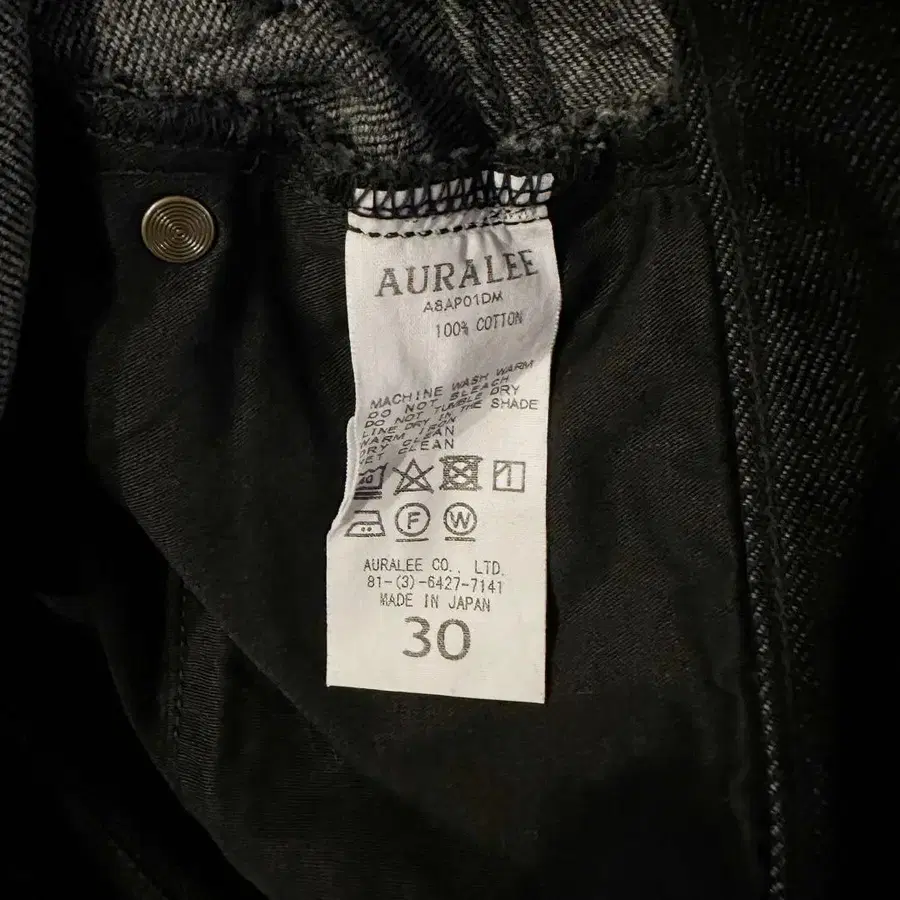 AURALEE
A8AP01DM
100% COTTON
MACHINE WASH WARM
DO NOT BLEACH
DO NOT TUMBLE DRY
LINE DRY IN THE SHADE
WARM IRON
DRY CLEAN
WET CLEAN
F W
AURALEE CO., LTD.
81-(3)-6427-7141
MADE IN JAPAN
30